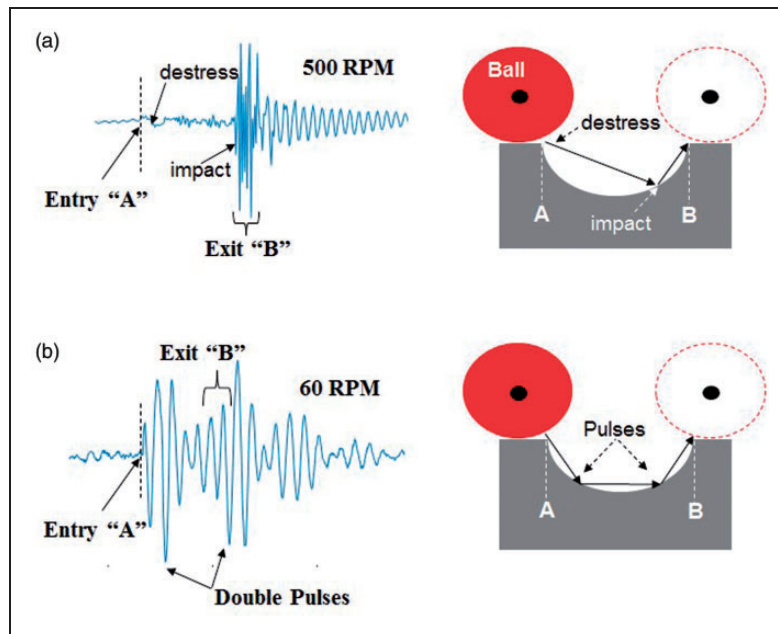 (a)
destress
500 RPM
impact
Entry “A”
Exit “B”
Ball
destress
A
impact
B
(b)
Exit “B”
60 RPM
Entry “A”
Double Pulses
Pulses
A
B